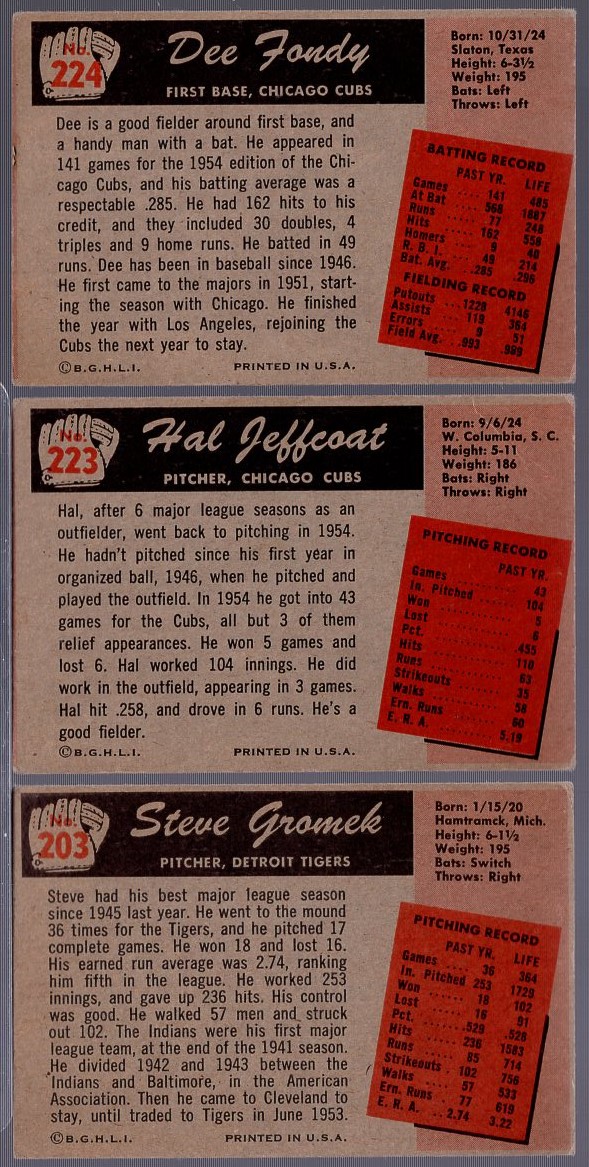 No.
224
Dee Fondy
FIRST BASE, CHICAGO CUBS
Born: 10/31/24
Slaton, Texas
Height: 6-3½
Weight: 195
Bats: Left
Throws: Left
Dee is a good fielder around first base, and
a handy man with a bat. He appeared in
141 games for the 1954 edition of the Chi-
cago Cubs, and his batting average was a
respectable .285. He had 162 hits to his
credit, and they included 30 doubles, 4
triples and 9 home runs. He batted in 49
runs. Dee has been in baseball since 1946.
He first came to the majors in 1951, start-
ing the season with Chicago. He finished
the year with Los Angeles, rejoining the
Cubs the next year to stay.
©B.G.H.L.I. PRINTED IN U.S.A.
BATTING RECORD
PAST YR. LIFE
Games 141 485
At Bat 568 1887
Runs 77 248
Hits 162 558
Homers 9 40
R. B. I. 49 214
Bat. Avg. .285 .296
FIELDING RECORD
Putouts 1228 4146
Assists 119 364
Errors 9 51
Field Avg. .993 .989
No.
223
Hal Jeffcoat
PITCHER, CHICAGO CUBS
Born: 9/6/24
W. Columbia, S. C.
Height: 5-11
Weight: 186
Bats: Right
Throws: Right
Hal, after 6 major league seasons as an
outfielder, went back to pitching in 1954.
He hadn't pitched since his first year in
organized ball, 1946, when he pitched and
played the outfield. In 1954 he got into 43
games for the Cubs, all but 3 of them
relief appearances. He won 5 games and
lost 6. Hal worked 104 innings. He did
work in the outfield, appearing in 3 games.
Hal hit .258, and drove in 6 runs. He's a
good fielder.
©B.G.H.L.I. PRINTED IN U.S.A.
PITCHING RECORD
PAST YR.
Games 43
In. Pitched 104
Won 5
Lost 6
Pct. .455
Hits 110
Runs 63
Strikeouts 35
Walks 58
Ern. Runs 60
E. R. A. 5.19
No.
203
Steve Gromek
PITCHER, DETROIT TIGERS
Born: 1/15/20
Hamtramck, Mich.
Height: 6-1½
Weight: 195
Bats: Switch
Throws: Right
Steve had his best major league season
since 1945 last year. He went to the mound
36 times for the Tigers, and he pitched 17
complete games. He won 18 and lost 16.
His earned run average was 2.74, ranking
him fifth in the league. He worked 253
innings, and gave up 236 hits. His control
was good. He walked 57 men and struck
out 102. The Indians were his first major
league team, at the end of the 1941 season.
He divided 1942 and 1943 between the
Indians and Baltimore, in the American
Association. Then he came to Cleveland to
stay, until traded to Tigers in June 1953.
©B.G.H.L.I. PRINTED IN U.S.A.
PITCHING RECORD
PAST YR. LIFE
Games 36 364
In. Pitched 253 1729
Won 18 102
Lost 16 91
Pct. .529 .528
Hits 236 1583
Runs 85 714
Strikeouts 102 756
Walks 57 533
Ern. Runs 77 619
E. R. A. 2.74 3.22